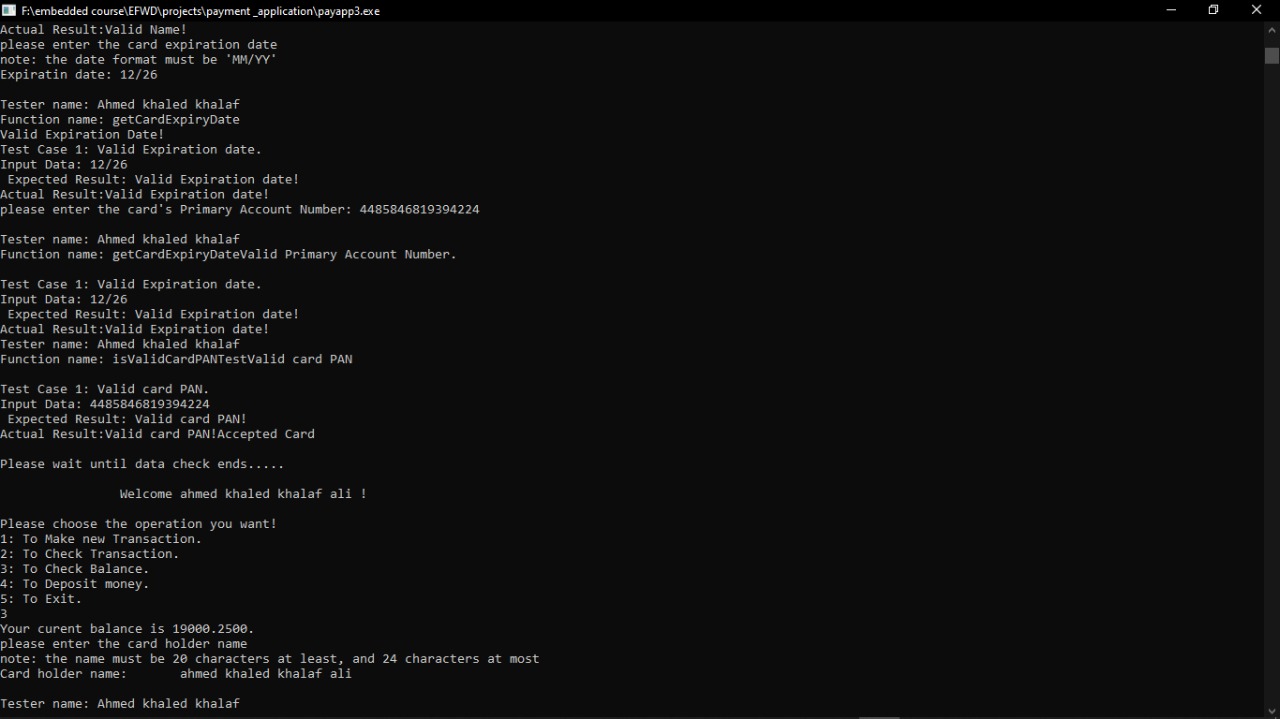 F:\embedded course\EFWD\projects\payment _application\payapp3.exe
Actual Result:Valid Name!
please enter the card expiration date
note: the date format must be 'MM/YY'
Expiratin date: 12/26
Tester name: Ahmed khaled khalaf
Function name: getCardExpiryDate
Valid Expiration Date!
Test Case 1: Valid Expiration date.
Input Data: 12/26
Expected Result: Valid Expiration date!
Actual Result:Valid Expiration date!
please enter the card's Primary Account Number: 4485846819394224
Tester name: Ahmed khaled khalaf
Function name: getCardExpiryDateValid Primary Account Number.
Test Case 1: Valid Expiration date.
Input Data: 12/26
Expected Result: Valid Expiration date!
Actual Result:Valid Expiration date!
Tester name: Ahmed khaled khalaf
Function name: isValidCardPANTestValid card PAN
Test Case 1: Valid card PAN.
Input Data: 4485846819394224
Expected Result: Valid card PAN!
Actual Result:Valid card PAN!Accepted Card
Please wait until data check ends.....
Welcome ahmed khaled khalaf ali !
Please choose the operation you want!
1: To Make new Transaction.
2: To Check Transaction.
3: To Check Balance.
4: To Deposit money.
5: To Exit.
3
Your curent balance is 19000.2500.
please enter the card holder name
note: the name must be 20 characters at least, and 24 characters at most
Card holder name: ahmed khaled khalaf ali
Tester name: Ahmed khaled khalaf